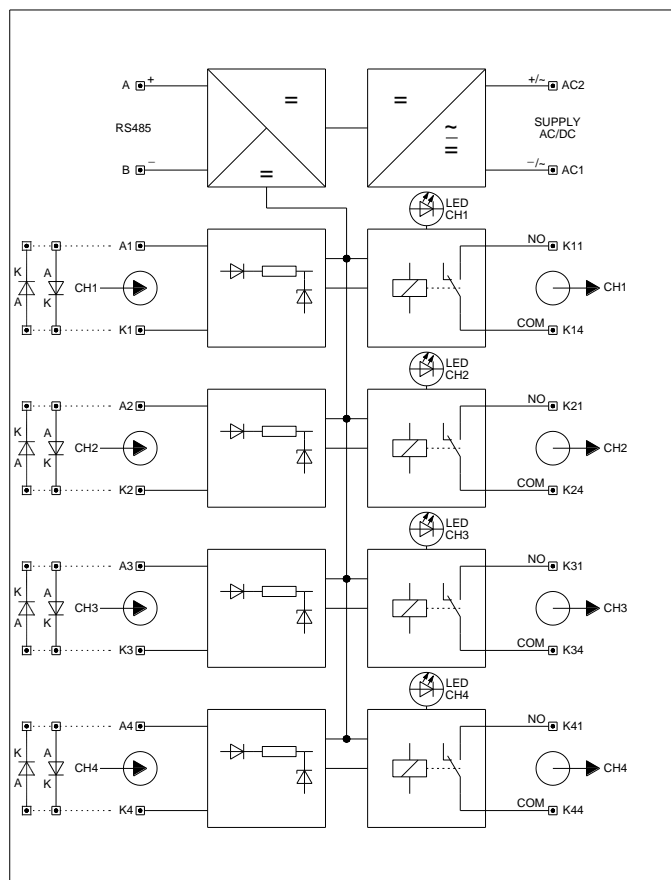 A + +/~ AC2
RS485 SUPPLY
AC/DC
B – –/~ AC1
LED
CH1
A1 NO K11
K A CH1 CH1
A K
K1 COM K14
LED
CH2
A2 NO K21
K A CH2 CH2
A K
K2 COM K24
LED
CH3
A3 NO K31
K A CH3 CH3
A K
K3 COM K34
LED
CH4
A4 NO K41
K A CH4 CH4
A K
K4 COM K44